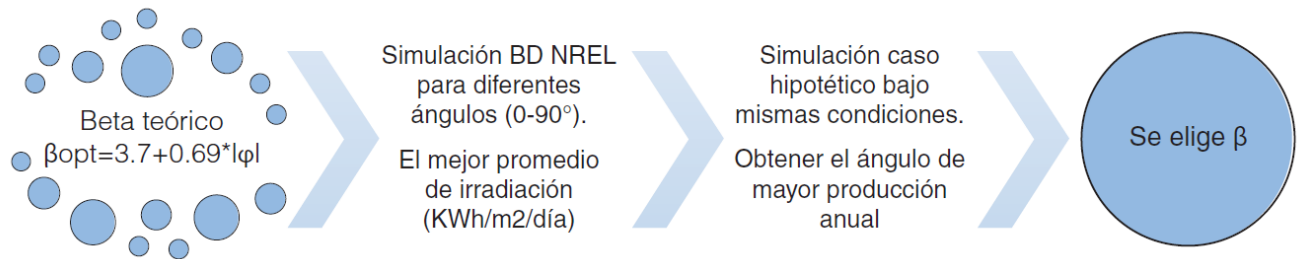 Beta teórico
βopt=3.7+0.69*|φ|
Simulación BD NREL
para diferentes
ángulos (0-90°).
El mejor promedio
de irradiación
(KWh/m2/día)
Simulación caso
hipotético bajo
mismas condiciones.
Obtener el ángulo de
mayor producción
anual
Se elige β